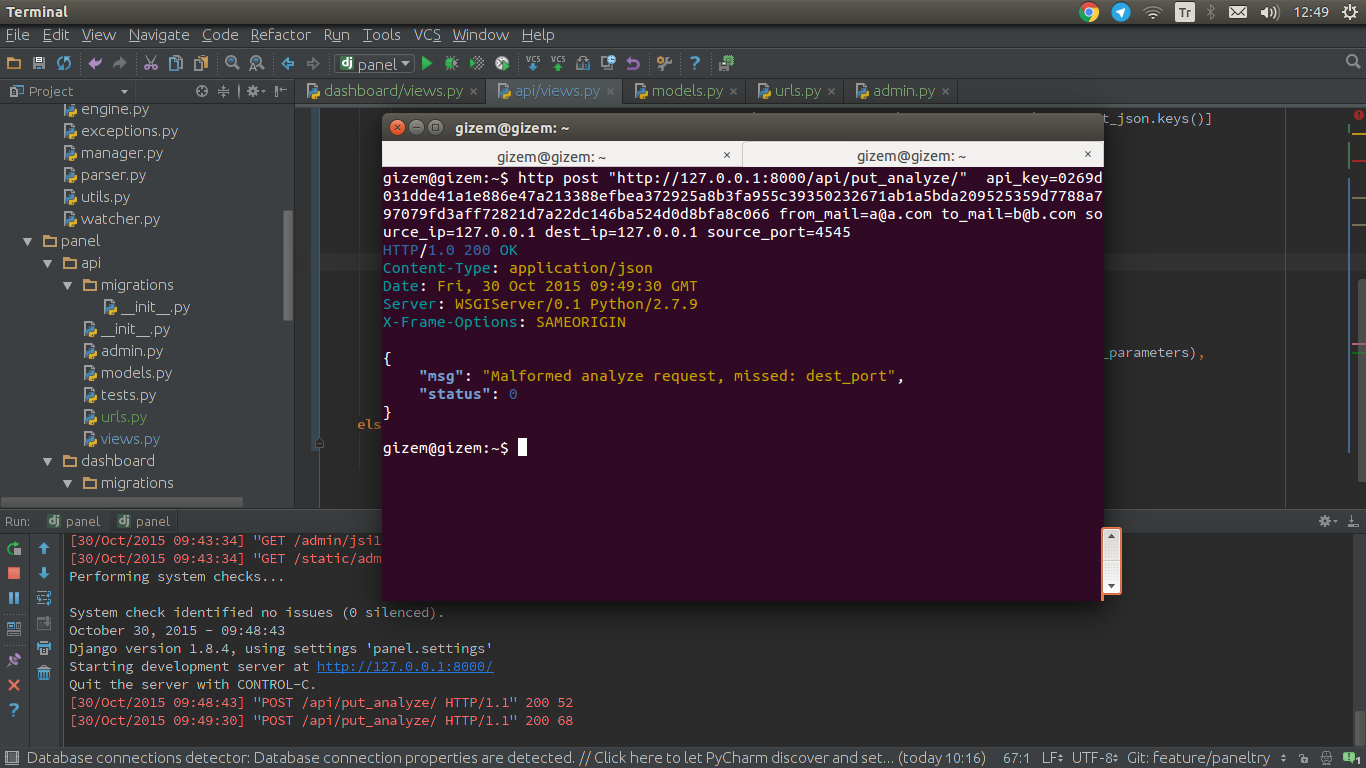 Terminal
Tr
12:49
File Edit View Navigate Code Refactor Run Tools VCS Window Help
dj panel
VCS VCS
Project
dashboard/views.py
api/views.py
models.py
urls.py
admin.py
engine.py
exceptions.py
manager.py
parser.py
utils.py
watcher.py
panel
api
migrations
__init__.py
__init__.py
admin.py
models.py
tests.py
urls.py
views.py
dashboard
migrations
t_json.keys()]
_parameters),
els
gizem@gizem: ~
gizem@gizem: ~ ×
gizem@gizem: ~ ×
gizem@gizem:~$ http post "http://127.0.0.1:8000/api/put_analyze/"  api_key=0269d
031dde41a1e886e47a213388efbea372925a8b3fa955c39350232671ab1a5bda209525359d7788a7
97079fd3aff72821d7a22dc146ba524d0d8bfa8c066 from_mail=a@a.com to_mail=b@b.com so
urce_ip=127.0.0.1 dest_ip=127.0.0.1 source_port=4545
HTTP/1.0 200 OK
Content-Type: application/json
Date: Fri, 30 Oct 2015 09:49:30 GMT
Server: WSGIServer/0.1 Python/2.7.9
X-Frame-Options: SAMEORIGIN
{
"msg": "Malformed analyze request, missed: dest_port",
"status": 0
}
gizem@gizem:~$
Run: dj panel dj panel
[30/Oct/2015 09:43:34] "GET /admin/jsi1
[30/Oct/2015 09:43:34] "GET /static/adm
Performing system checks...
System check identified no issues (0 silenced).
October 30, 2015 - 09:48:43
Django version 1.8.4, using settings 'panel.settings'
Starting development server at http://127.0.0.1:8000/
Quit the server with CONTROL-C.
[30/Oct/2015 09:48:43] "POST /api/put_analyze/ HTTP/1.1" 200 52
[30/Oct/2015 09:49:30] "POST /api/put_analyze/ HTTP/1.1" 200 68
Database connections detector: Database connection properties are detected. // Click here to let PyCharm discover and set... (today 10:16) 67:1 LF UTF-8 Git: feature/paneltry 1